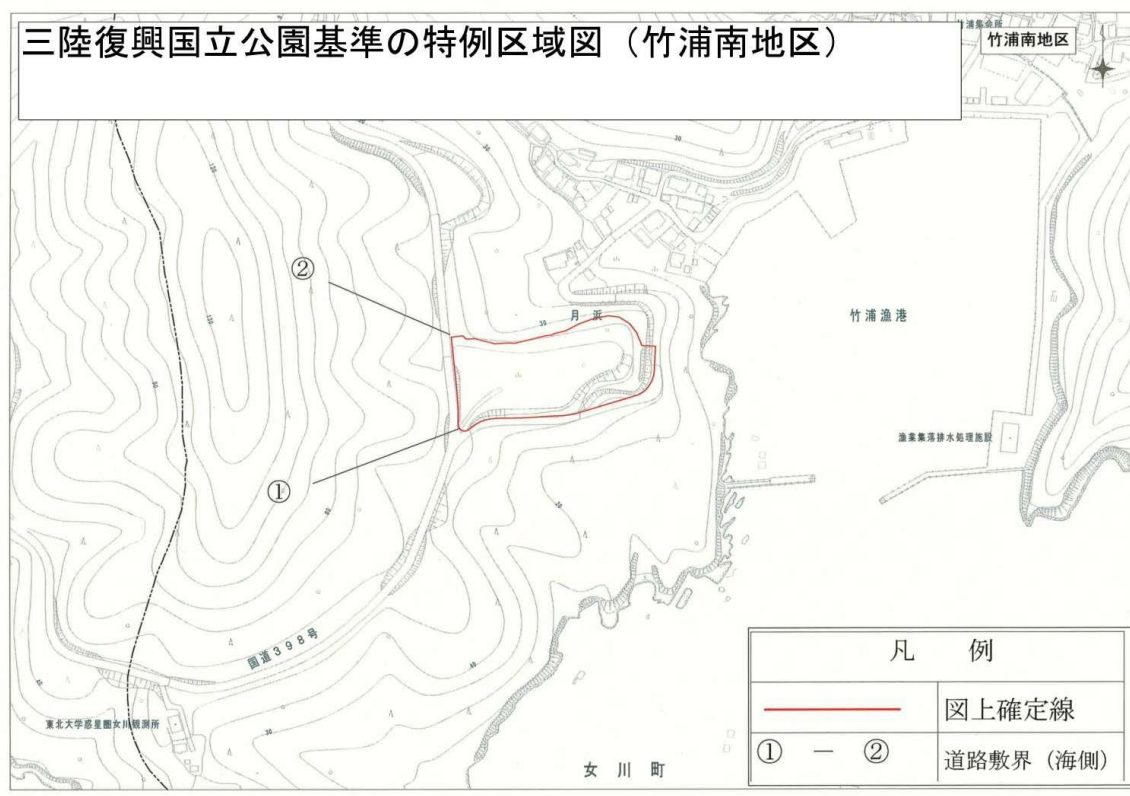 三陸復興国立公園基準の特例区域図（竹浦南地区）
竹浦南地区
②
月浜
竹浦漁港
漁業集落排水処理施設
①
国道398号
東北大学惑星圏女川観測所
女川町
凡例
図上確定線
① － ② 道路敷界（海側）